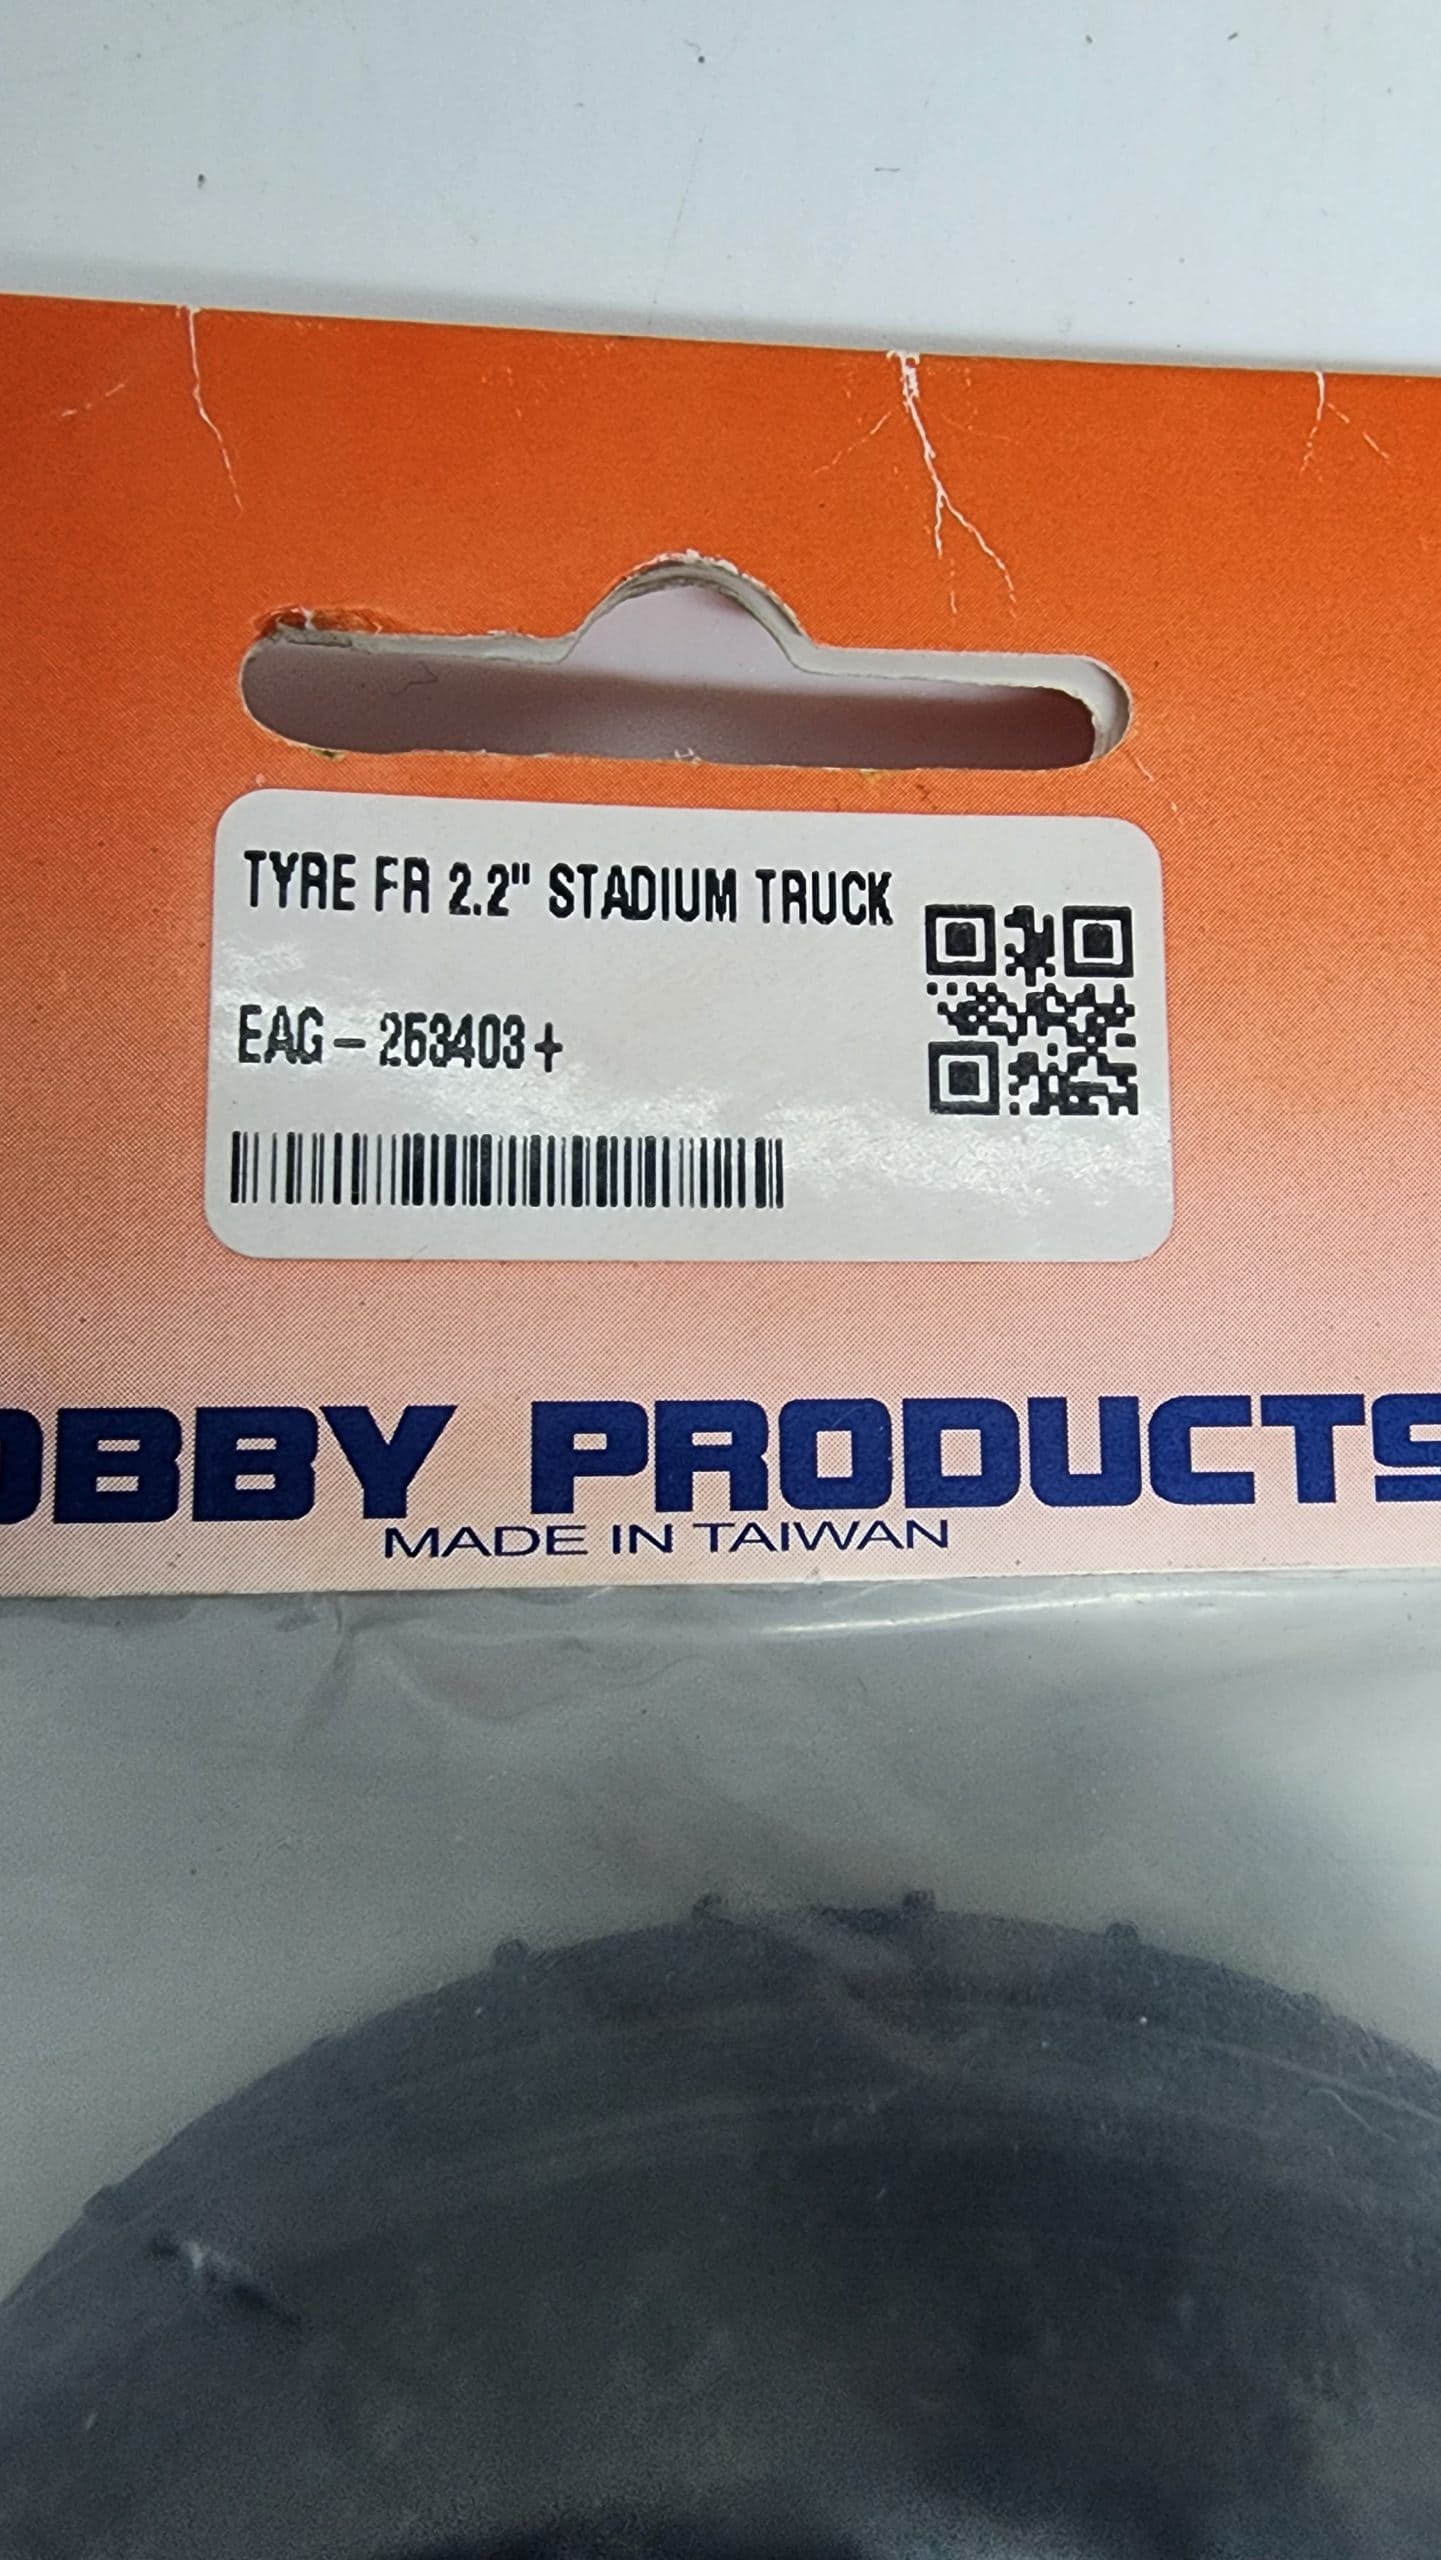 TYRE FR 2.2" STADIUM TRUCK
EAG - 253403+
OBBY PRODUCTS
MADE IN TAIWAN